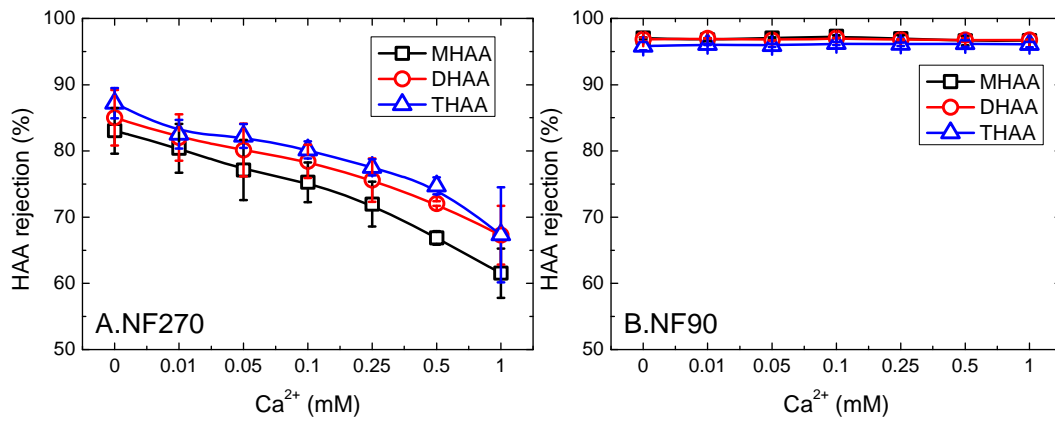 100
90
80
70
60
50
HAA rejection (%)
MHAA
DHAA
THAA
A.NF270
0 0.01 0.05 0.1 0.25 0.5 1
Ca²⁺ (mM)
100
90
80
70
60
50
HAA rejection (%)
MHAA
DHAA
THAA
B.NF90
0 0.01 0.05 0.1 0.25 0.5 1
Ca²⁺ (mM)